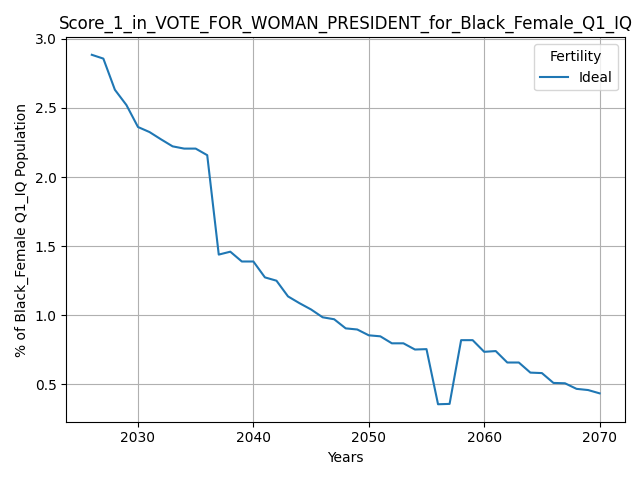 Score_1_in_VOTE_FOR_WOMAN_PRESIDENT_for_Black_Female_Q1_IQ
Fertility
Ideal
% of Black_Female Q1_IQ Population
3.0
2.5
2.0
1.5
1.0
0.5
2030 2040 2050 2060 2070
Years